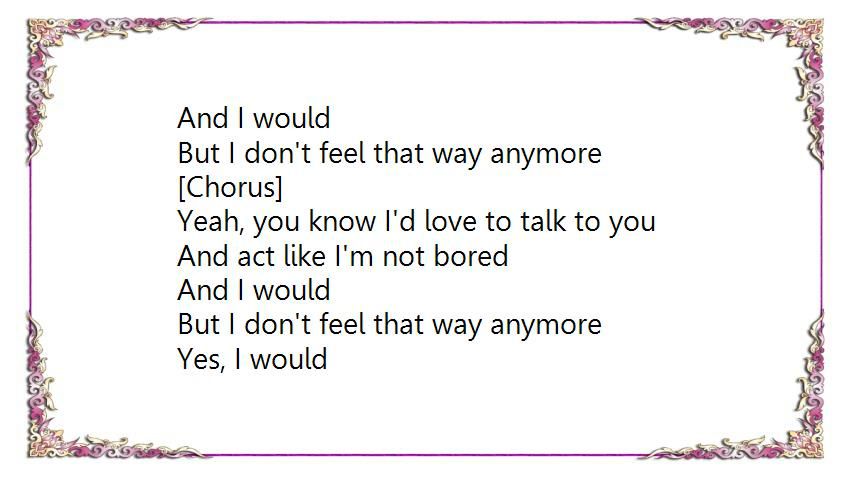 And I would
But I don't feel that way anymore
[Chorus]
Yeah, you know I'd love to talk to you
And act like I'm not bored
And I would
But I don't feel that way anymore
Yes, I would